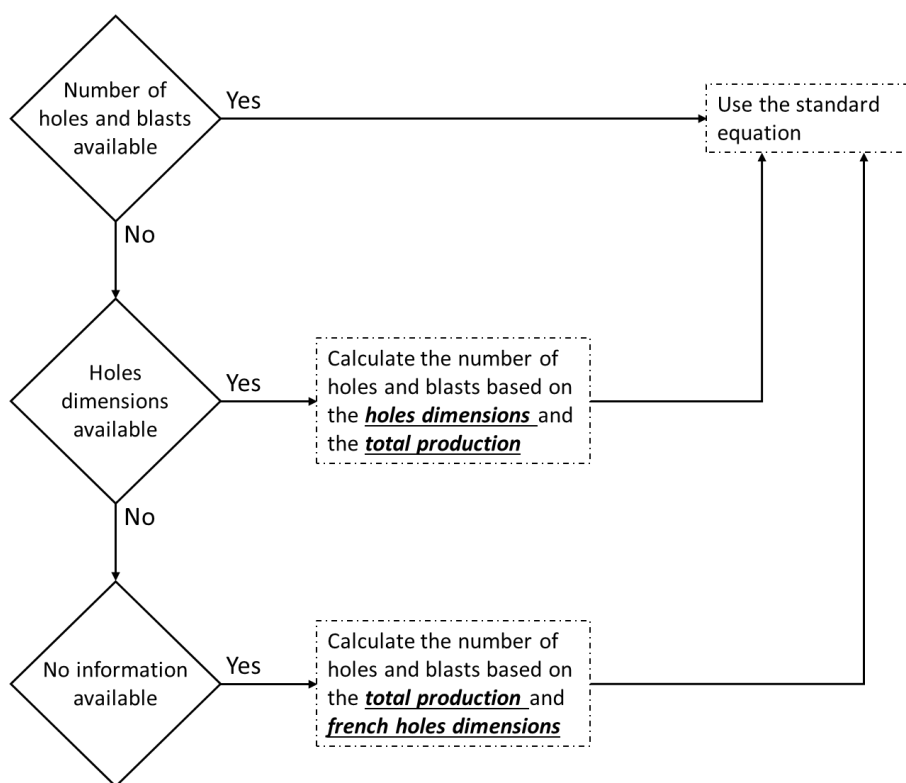 Number of
holes and blasts
available
Yes
Use the standard
equation
No
Holes
dimensions
available
Yes
Calculate the number of
holes and blasts based on
the holes dimensions and
the total production
No
No information
available
Yes
Calculate the number of
holes and blasts based on
the total production and
french holes dimensions